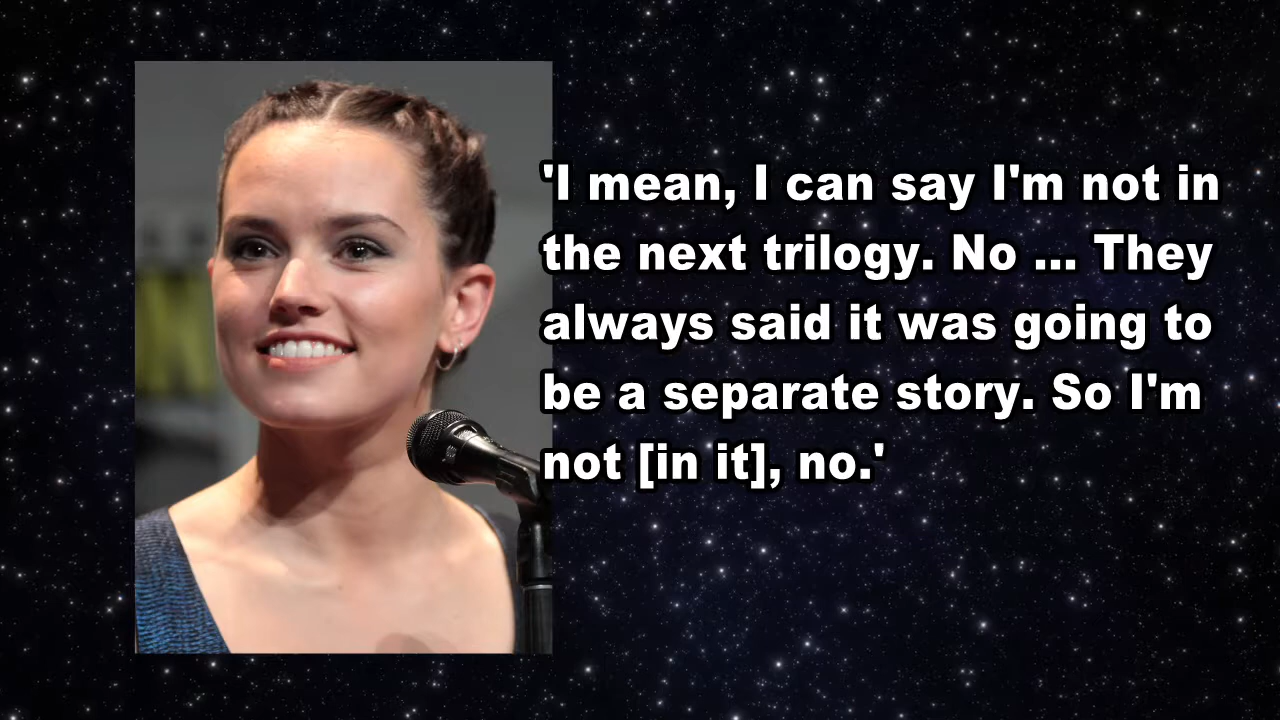 'I mean, I can say I'm not in
the next trilogy. No ... They
always said it was going to
be a separate story. So I'm
not [in it], no.'